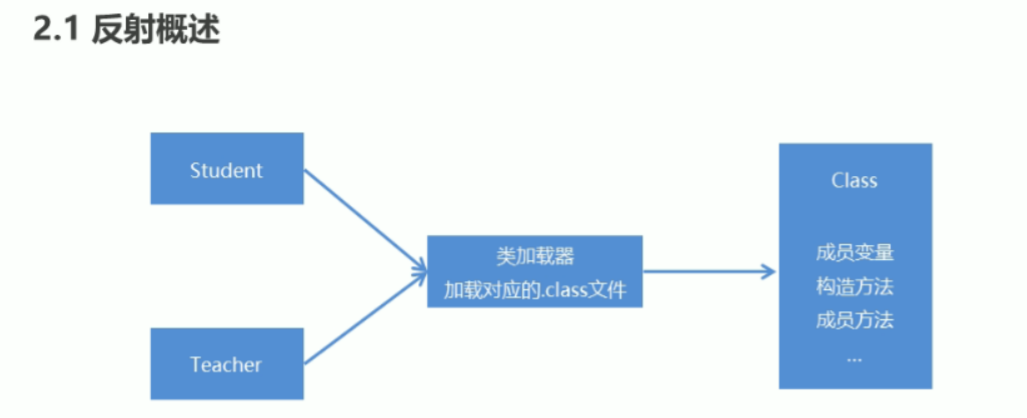 2.1 反射概述
Student
类加载器
加载对应的.class文件
Teacher
Class
成员变量
构造方法
成员方法
...